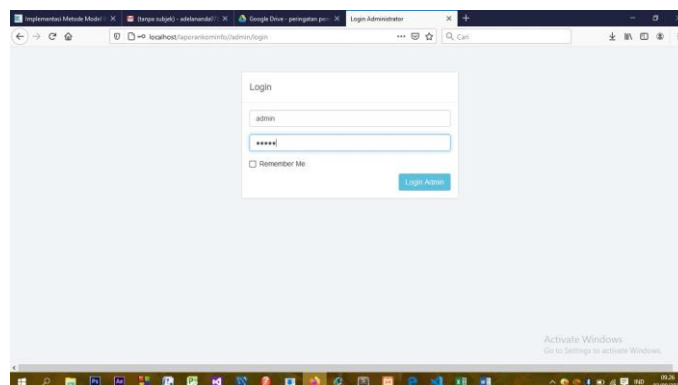 Implementasi Metode Model
(tanpa subjek) - adelananda07
Google Drive - peringatan pen
Login Administrator
localhost/laporankominfo//admin/login
Cari
Login
admin
Remember Me
Login Admin
Activate Windows
Go to Settings to activate Windows.
IND
09.26